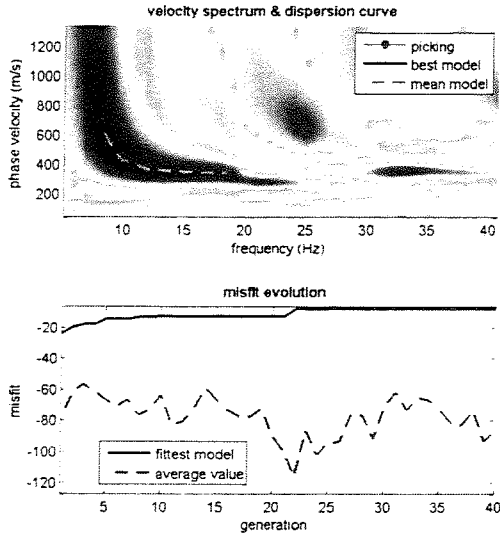 velocity spectrum & dispersion curve
1200
1000
800
600
400
200
phase velocity (m/s)
picking
best model
mean model
10 15 20 25 30 35 40
frequency (Hz)
misfit evolution
-20
-40
-60
-80
-100
-120
misfit
fittest model
average value
5 10 15 20 25 30 35 40
generation